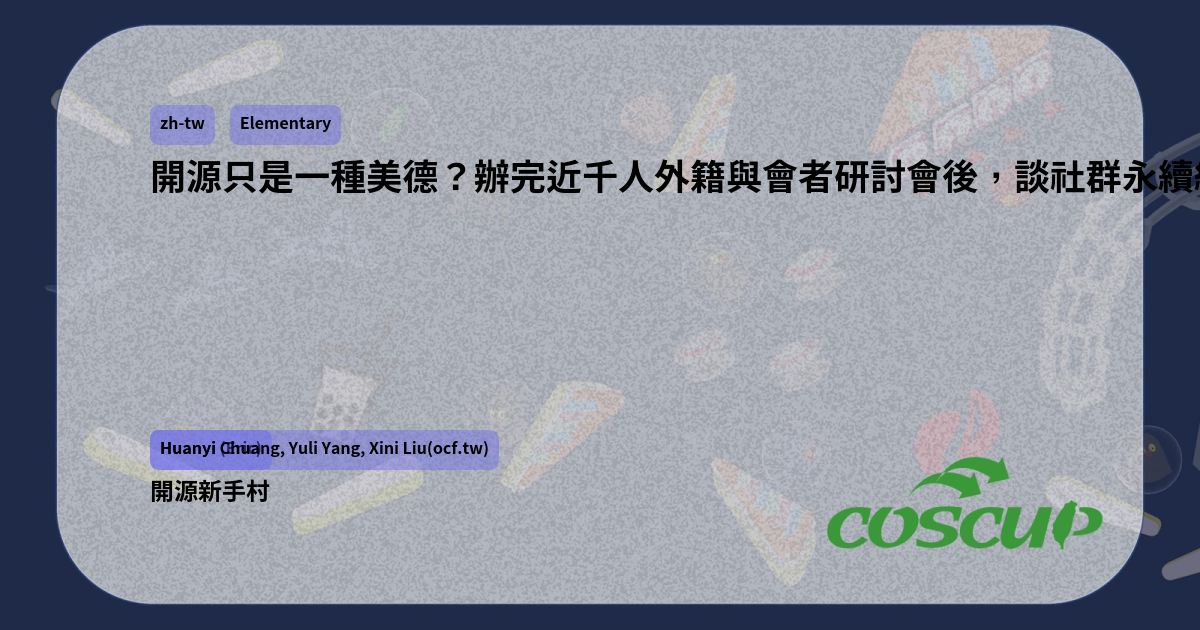 zh-tw Elementary
開源只是一種美德？辦完近千人外籍與會者研討會後，談社群永續
Huanyi Chuang, Yuli Yang, Xini Liu(ocf.tw)
開源新手村
COSCUP